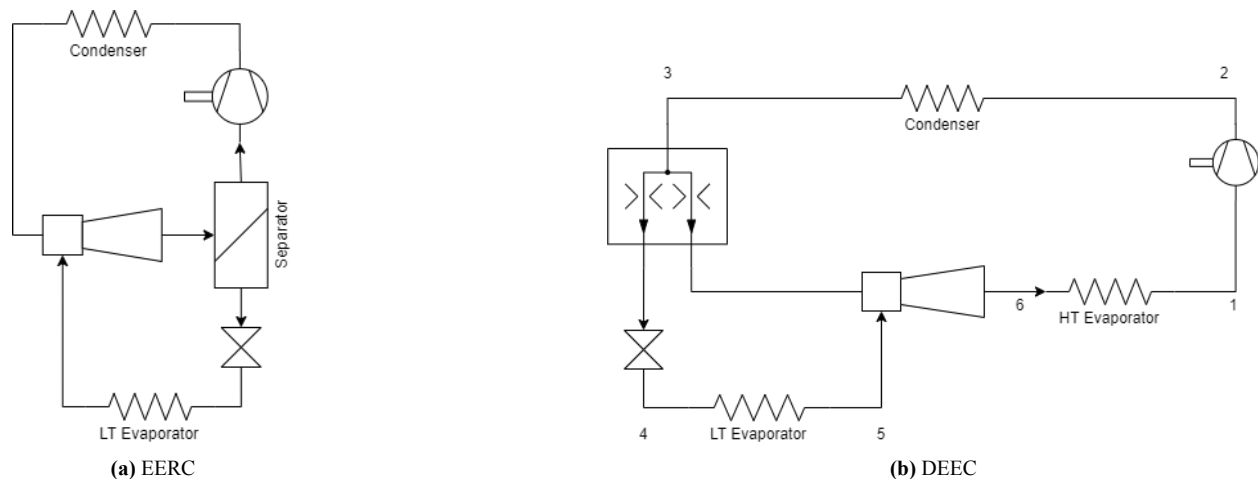 Condenser
Separator
LT Evaporator
(a) EERC
3
2
Condenser
6
HT Evaporator
1
4
LT Evaporator
5
(b) DEEC